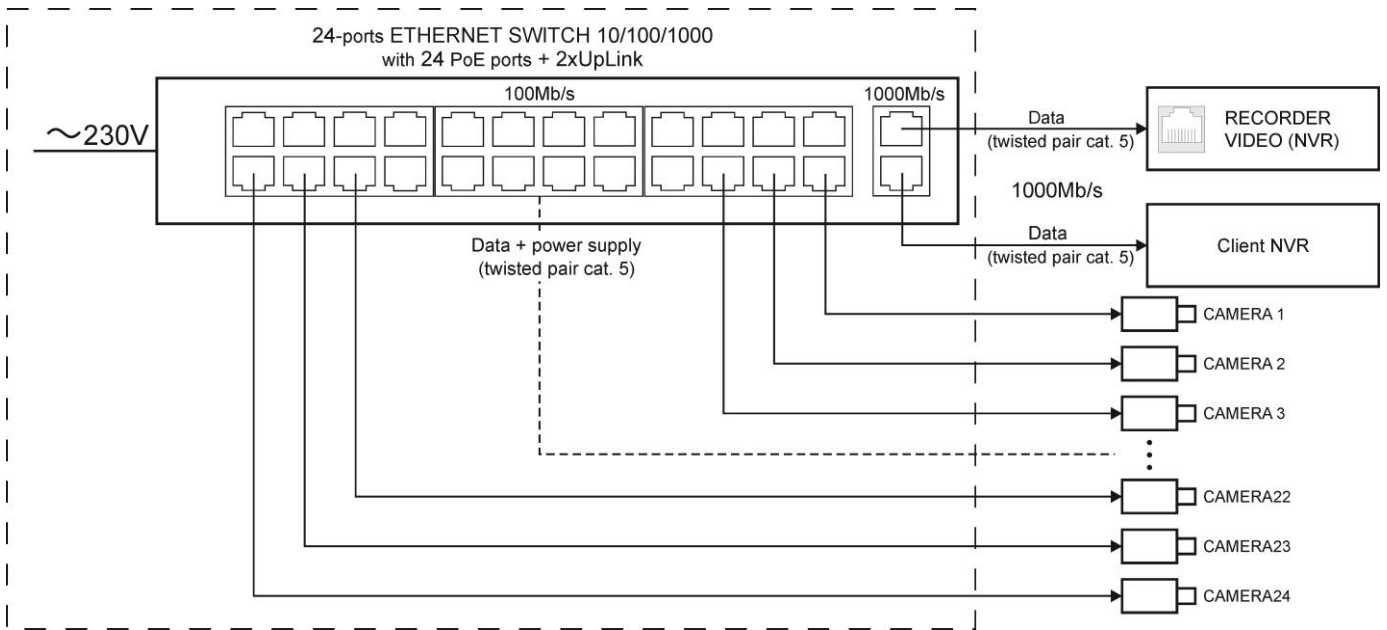 24-ports ETHERNET SWITCH 10/100/1000
with 24 PoE ports + 2xUpLink
100Mb/s
1000Mb/s
~230V
Data
(twisted pair cat. 5)
RECORDER
VIDEO (NVR)
1000Mb/s
Data
(twisted pair cat. 5)
Client NVR
Data + power supply
(twisted pair cat. 5)
CAMERA 1
CAMERA 2
CAMERA 3
CAMERA22
CAMERA23
CAMERA24